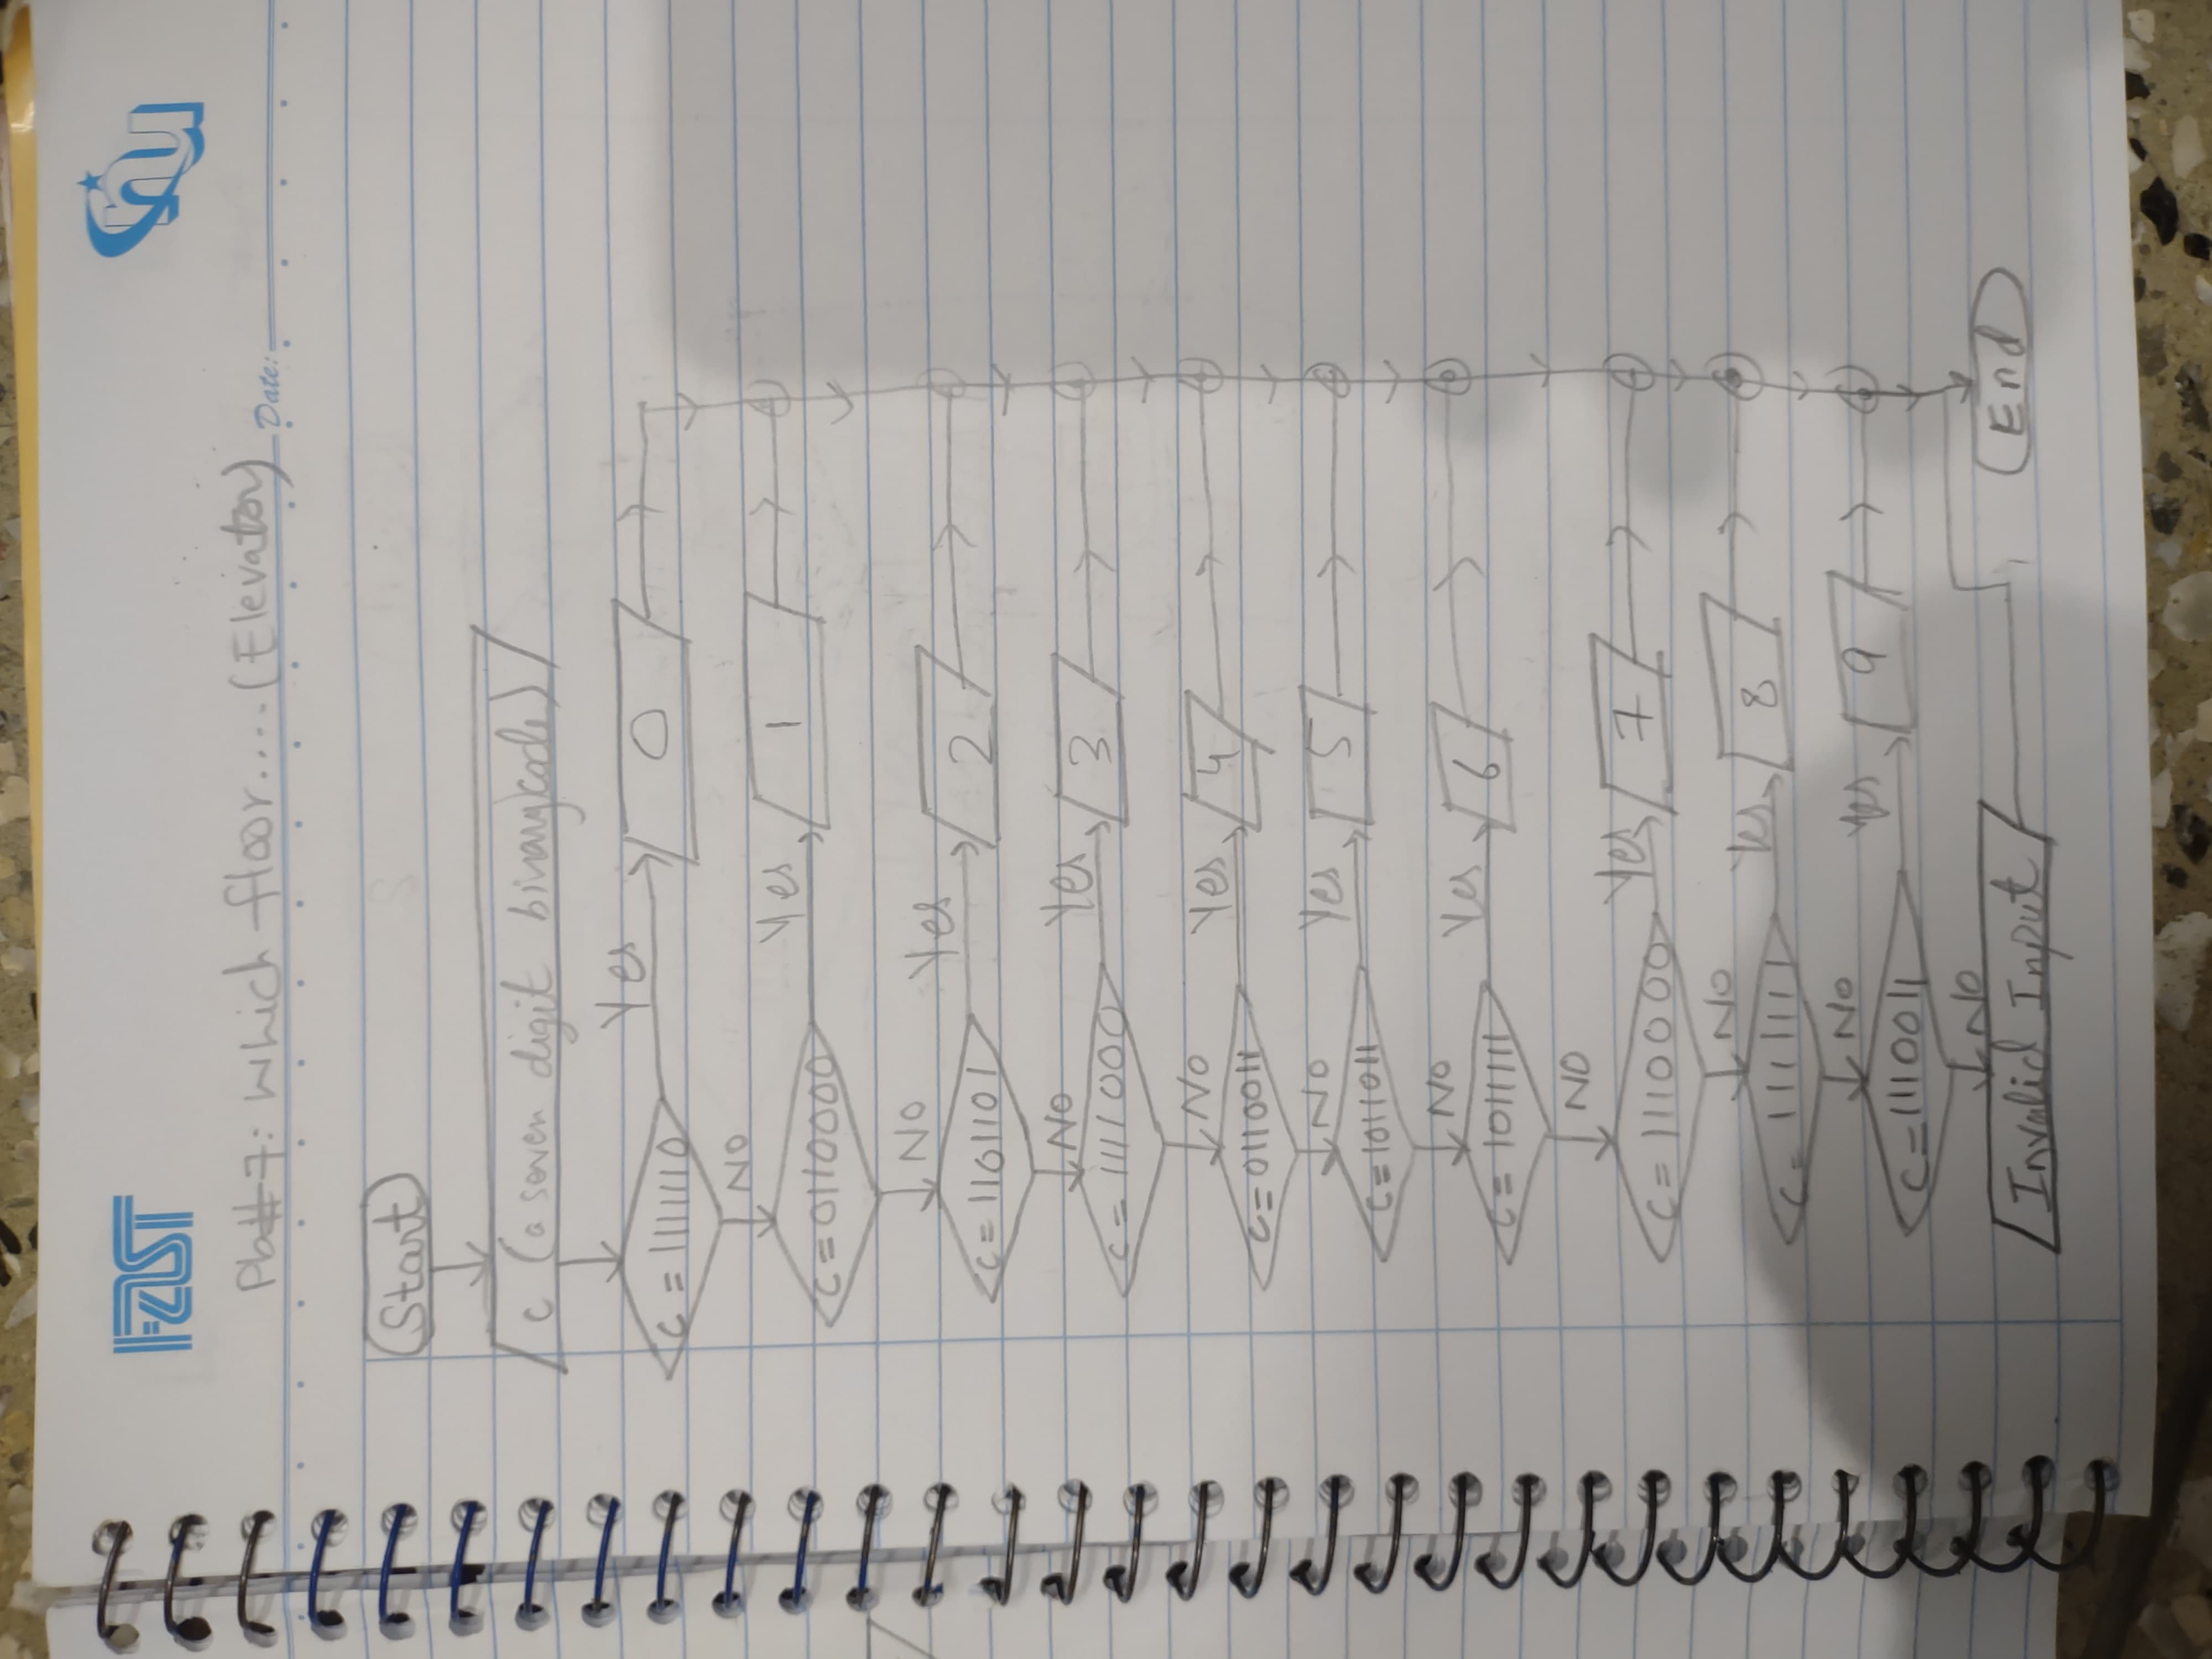 FAST
nu
Pb#7: Which floor....(Elevator)
Date:
Start
c (a seven digit binary code)
c = 1111110
Yes
0
NO
c = 0110000
Yes
1
NO
c = 1101101
Yes
2
NO
c = 1111000
Yes
3
NO
c = 0110011
Yes
4
NO
c = 1011011
Yes
5
NO
c = 1011111
Yes
6
NO
c = 1110000
Yes
7
NO
c = 1111111
Yes
8
No
c = 1110011
Yes
9
No
Invalid Input
End